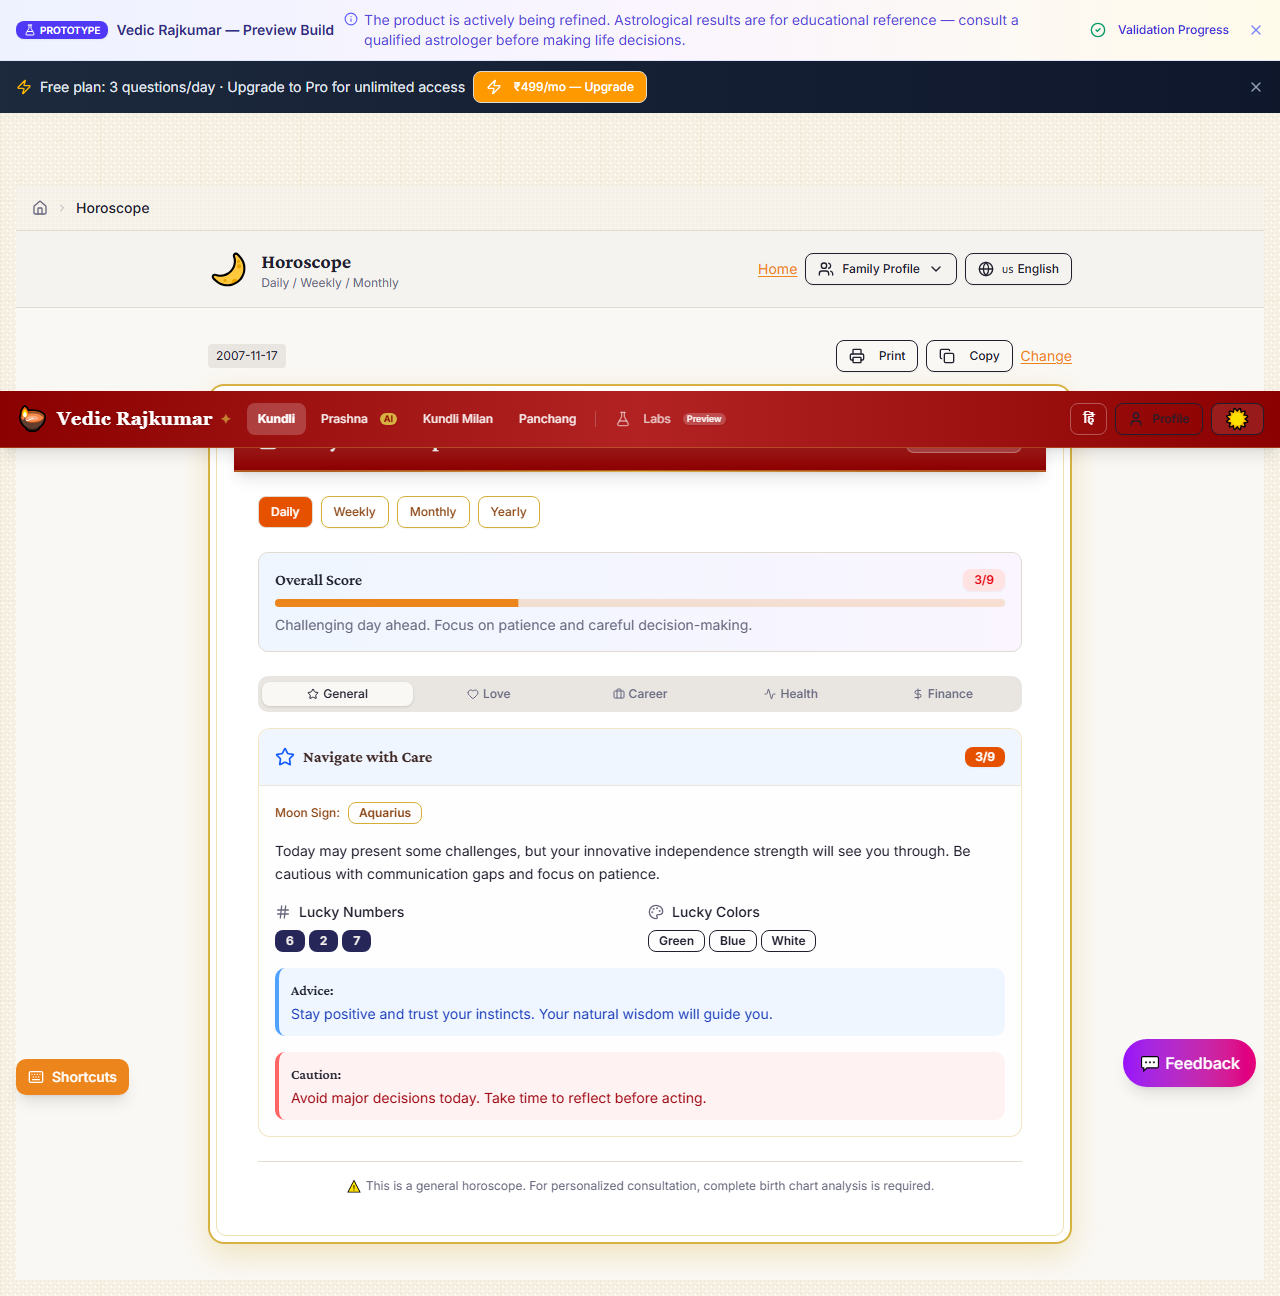 PROTOTYPE Vedic Rajkumar — Preview Build
The product is actively being refined. Astrological results are for educational reference — consult a
qualified astrologer before making life decisions.
Validation Progress
Free plan: 3 questions/day · Upgrade to Pro for unlimited access ₹499/mo — Upgrade
Horoscope
Horoscope
Daily / Weekly / Monthly
Home Family Profile US English
2007-11-17
Print Copy Change
Vedic Rajkumar Kundli Prashna AI Kundli Milan Panchang Labs Preview हिं Profile
Daily Weekly Monthly Yearly
Overall Score 3/9
Challenging day ahead. Focus on patience and careful decision-making.
General Love Career Health Finance
Navigate with Care 3/9
Moon Sign: Aquarius
Today may present some challenges, but your innovative independence strength will see you through. Be
cautious with communication gaps and focus on patience.
Lucky Numbers
6 2 7
Lucky Colors
Green Blue White
Advice:
Stay positive and trust your instincts. Your natural wisdom will guide you.
Caution:
Avoid major decisions today. Take time to reflect before acting.
Shortcuts
Feedback
This is a general horoscope. For personalized consultation, complete birth chart analysis is required.